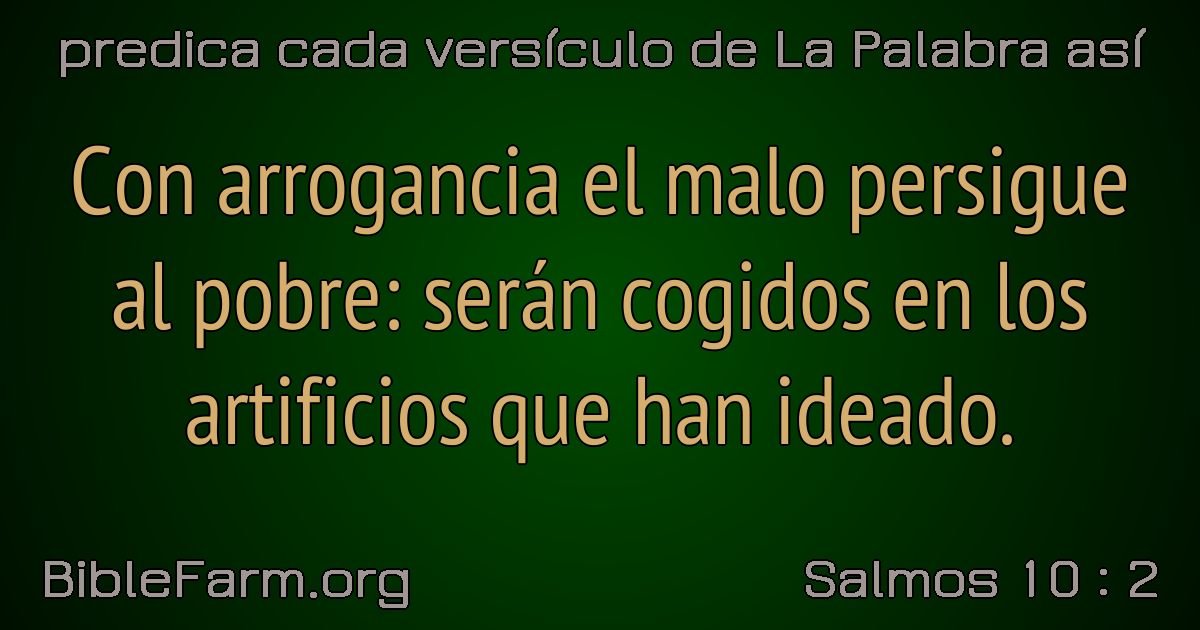 predica cada versículo de La Palabra así
Con arrogancia el malo persigue
al pobre: serán cogidos en los
artificios que han ideado.
BibleFarm.org
Salmos 10 : 2